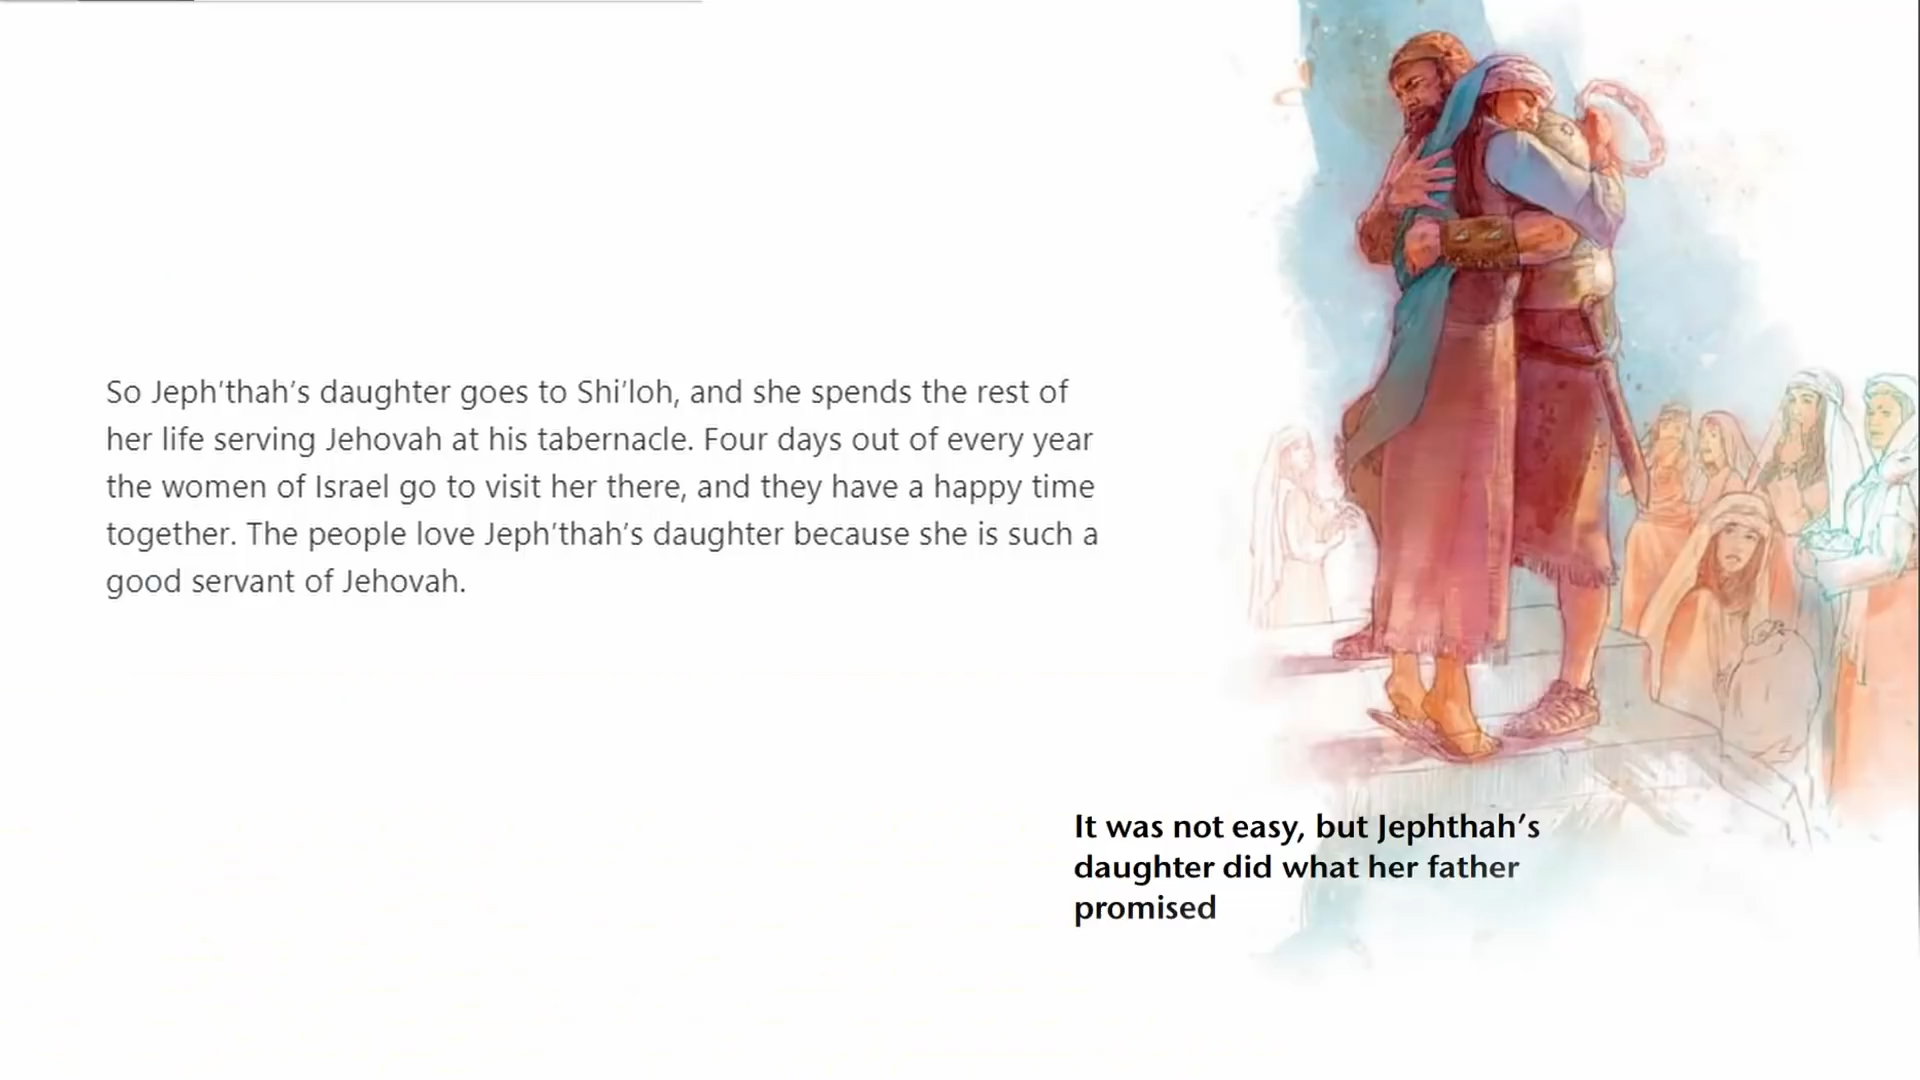 So Jeph′thah’s daughter goes to Shi′loh, and she spends the rest of
her life serving Jehovah at his tabernacle. Four days out of every year
the women of Israel go to visit her there, and they have a happy time
together. The people love Jeph′thah’s daughter because she is such a
good servant of Jehovah.
It was not easy, but Jephthah’s
daughter did what her father
promised